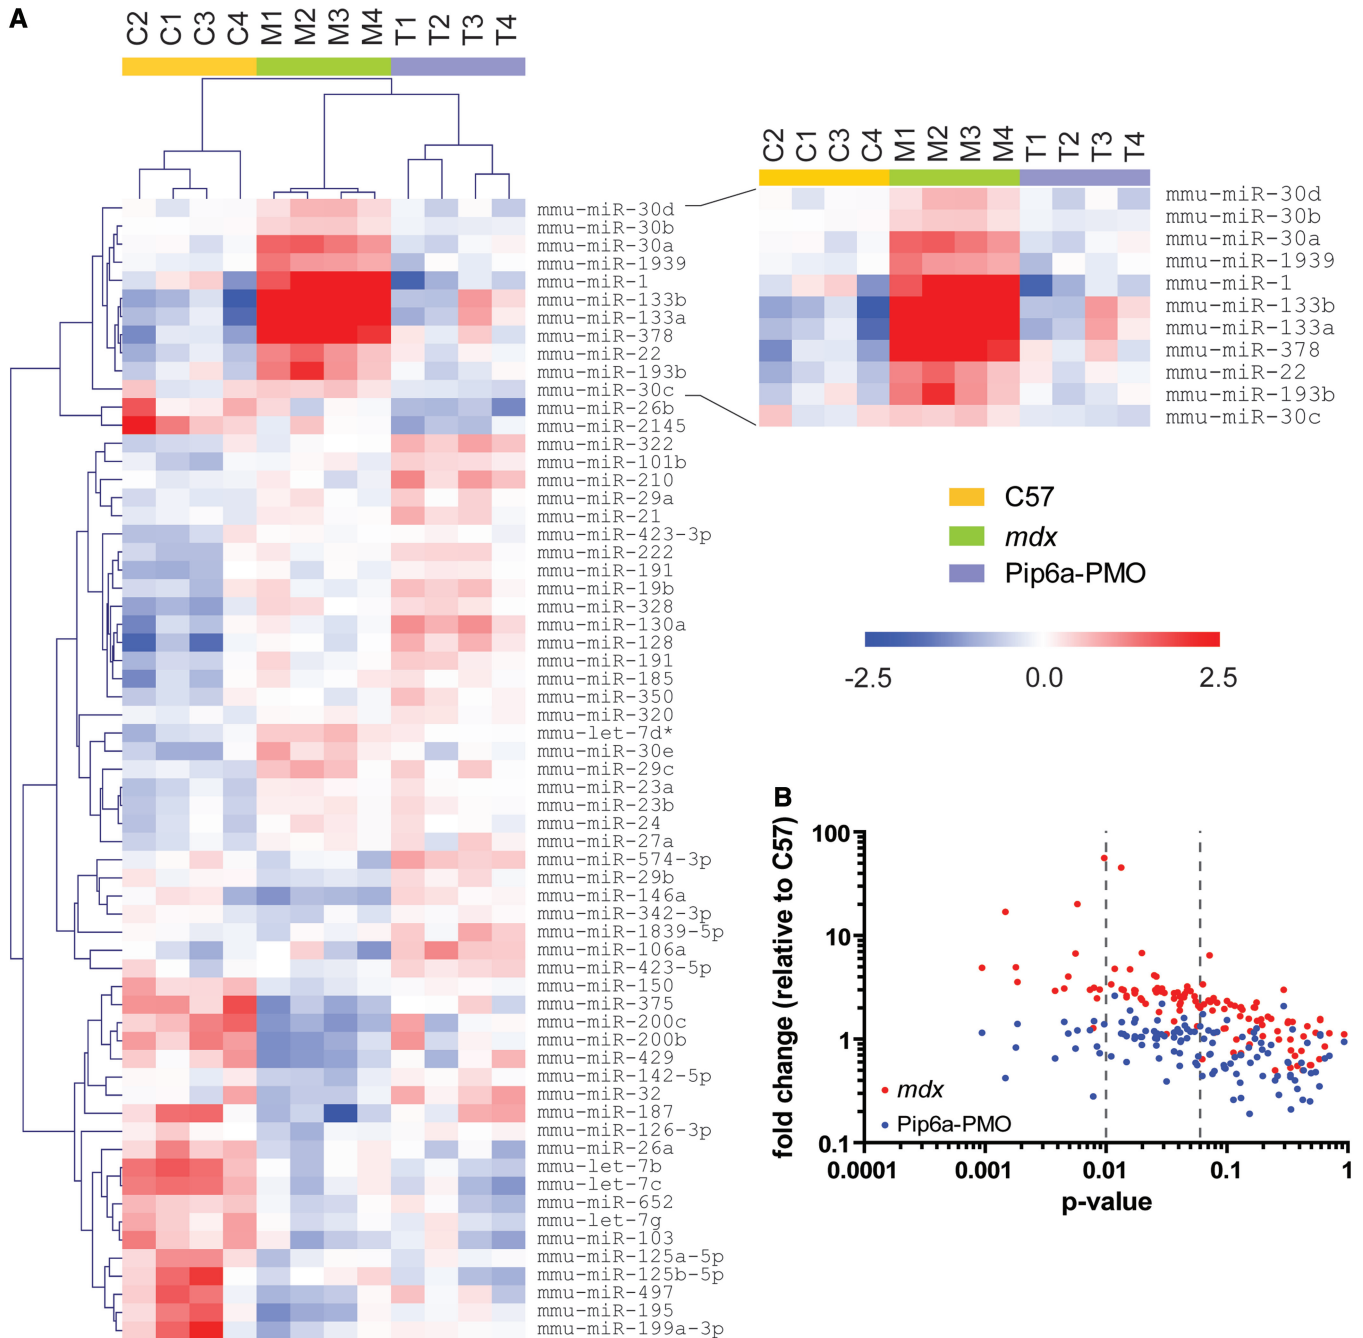 A
C2 C1 C3 C4 M1 M2 M3 M4 T1 T2 T3 T4
mmu-miR-30d
mmu-miR-30b
mmu-miR-30a
mmu-miR-1939
mmu-miR-1
mmu-miR-133b
mmu-miR-133a
mmu-miR-378
mmu-miR-22
mmu-miR-193b
mmu-miR-30c
mmu-miR-26b
mmu-miR-2145
mmu-miR-322
mmu-miR-101b
mmu-miR-210
mmu-miR-29a
mmu-miR-21
mmu-miR-423-3p
mmu-miR-222
mmu-miR-191
mmu-miR-19b
mmu-miR-328
mmu-miR-130a
mmu-miR-128
mmu-miR-191
mmu-miR-185
mmu-miR-350
mmu-miR-320
mmu-let-7d*
mmu-miR-30e
mmu-miR-29c
mmu-miR-23a
mmu-miR-23b
mmu-miR-24
mmu-miR-27a
mmu-miR-574-3p
mmu-miR-29b
mmu-miR-146a
mmu-miR-342-3p
mmu-miR-1839-5p
mmu-miR-106a
mmu-miR-423-5p
mmu-miR-150
mmu-miR-375
mmu-miR-200c
mmu-miR-200b
mmu-miR-429
mmu-miR-142-5p
mmu-miR-32
mmu-miR-187
mmu-miR-126-3p
mmu-miR-26a
mmu-let-7b
mmu-let-7c
mmu-miR-652
mmu-let-7g
mmu-miR-103
mmu-miR-125a-5p
mmu-miR-125b-5p
mmu-miR-497
mmu-miR-195
mmu-miR-199a-3p
C2 C1 C3 C4 M1 M2 M3 M4 T1 T2 T3 T4
mmu-miR-30d
mmu-miR-30b
mmu-miR-30a
mmu-miR-1939
mmu-miR-1
mmu-miR-133b
mmu-miR-133a
mmu-miR-378
mmu-miR-22
mmu-miR-193b
mmu-miR-30c
C57
mdx
Pip6a-PMO
-2.5 0.0 2.5
B
fold change (relative to C57)
100
10
1
0.1
mdx
Pip6a-PMO
0.0001 0.001 0.01 0.1 1
p-value